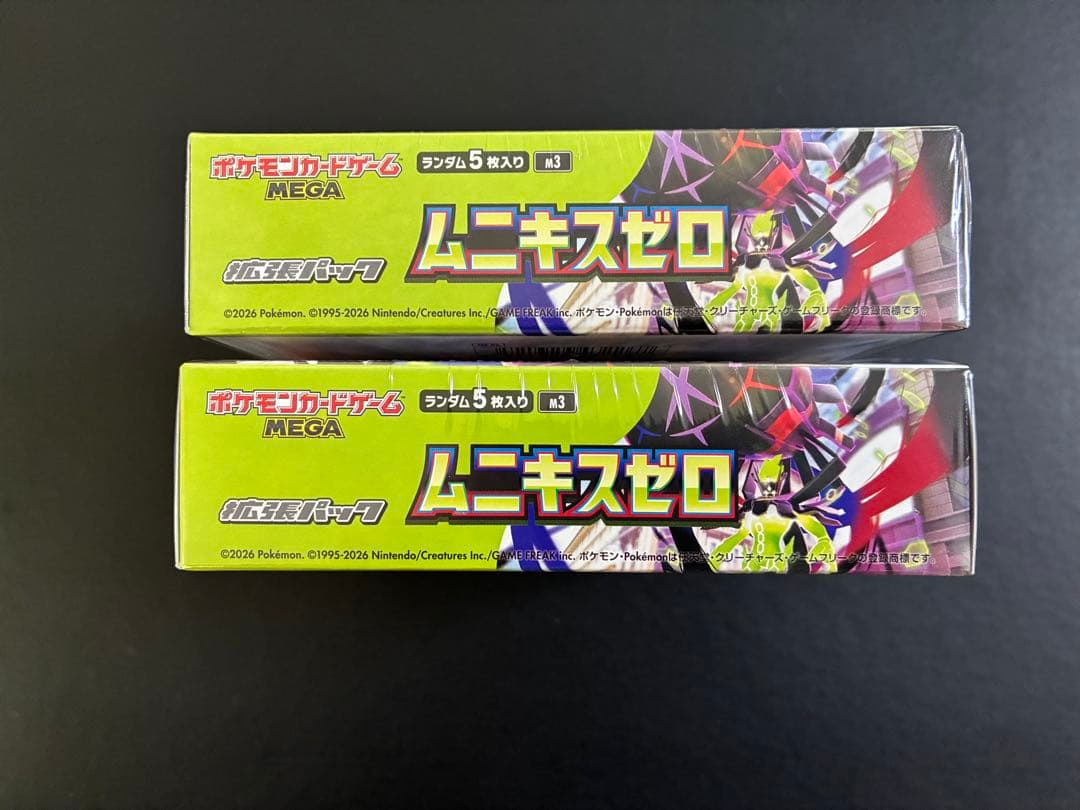 ポケモンカードゲーム
MEGA
ランダム5枚入り M3
ムニキスゼロ
拡張パック
©2026 Pokémon. ©1995-2026 Nintendo/Creatures Inc./GAME FREAK inc. ポケモン・Pokémonは任天堂・クリーチャーズ・ゲームフリークの登録商標です。
ポケモンカードゲーム
MEGA
ランダム5枚入り M3
ムニキスゼロ
拡張パック
©2026 Pokémon. ©1995-2026 Nintendo/Creatures Inc./GAME FREAK inc. ポケモン・Pokémonは任天堂・クリーチャーズ・ゲームフリークの登録商標です。